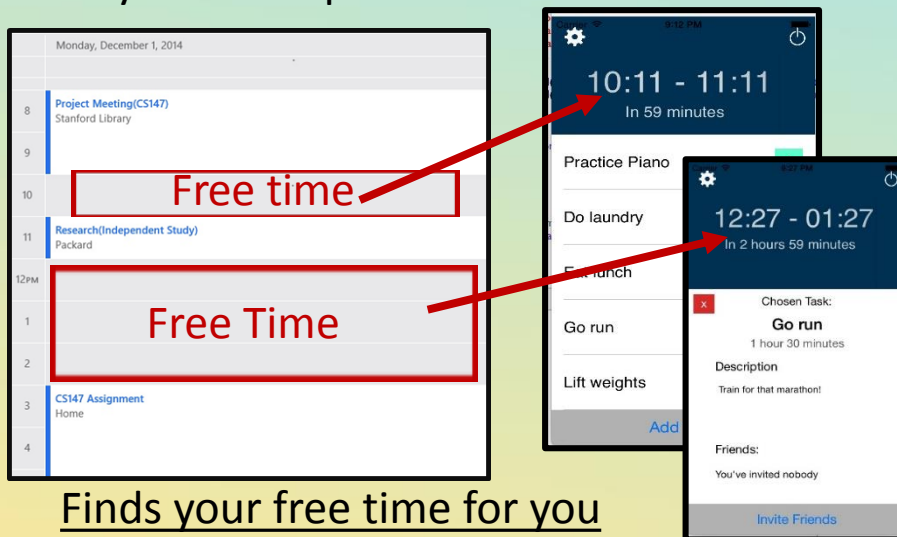 Monday, December 1, 2014
8
Project Meeting(CS147)
Stanford Library
9
Free time
10
11
Research(Independent Study)
Packard
12PM
Free Time
1
2
3
CS147 Assignment
Home
4
9:12 PM
10:11 - 11:11
In 59 minutes
Practice Piano
Do laundry
lunch
Go run
Lift weights
Add
12:27 - 01:27
In 2 hours 59 minutes
x
Chosen Task:
Go run
1 hour 30 minutes
Description
Train for that marathon!
Friends:
You've invited nobody
Invite Friends
Finds your free time for you